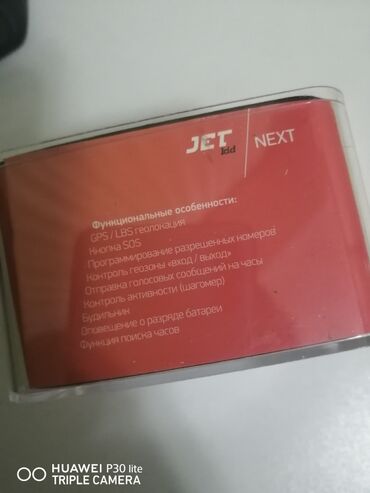 JET kid | NEXT
Функциональные особенности:
GPS / LBS геолокация
Кнопка SOS
Программирование разрешенных номеров
Контроль геозоны «вход / выход»
Отправка голосовых сообщений на часы
Контроль активности (шагомер)
Будильник
Оповещение о разряде батареи
Функция поиска часов
HUAWEI P30 lite
TRIPLE CAMERA